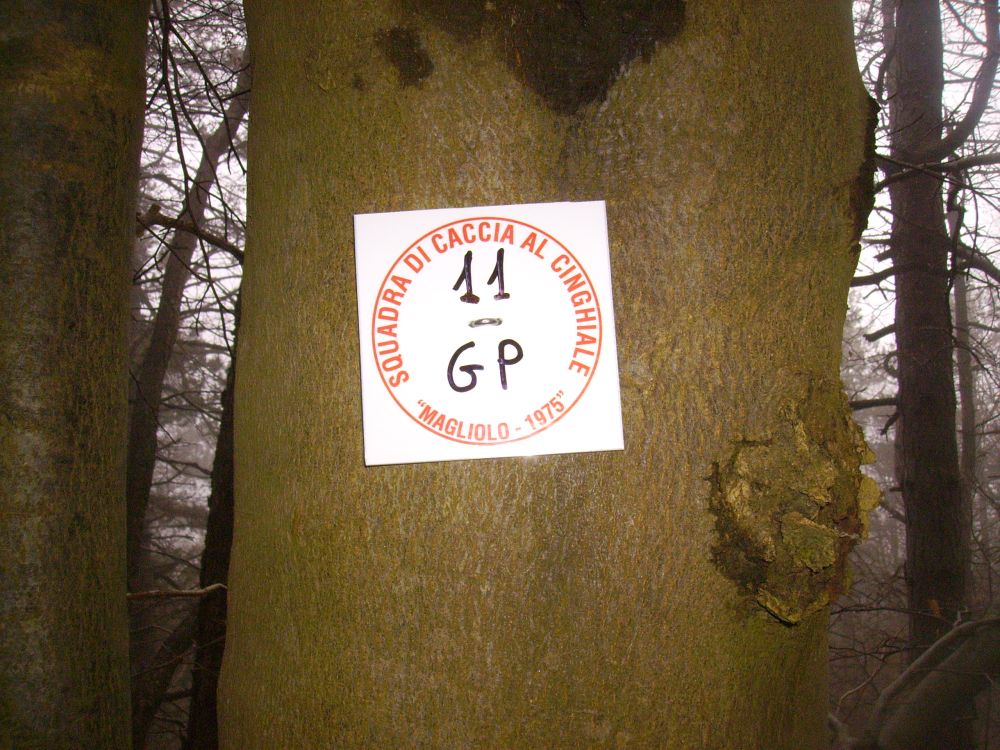 SQUADRA DI CACCIA AL CINGHIALE
11
GP
"MAGLIOLO - 1975"